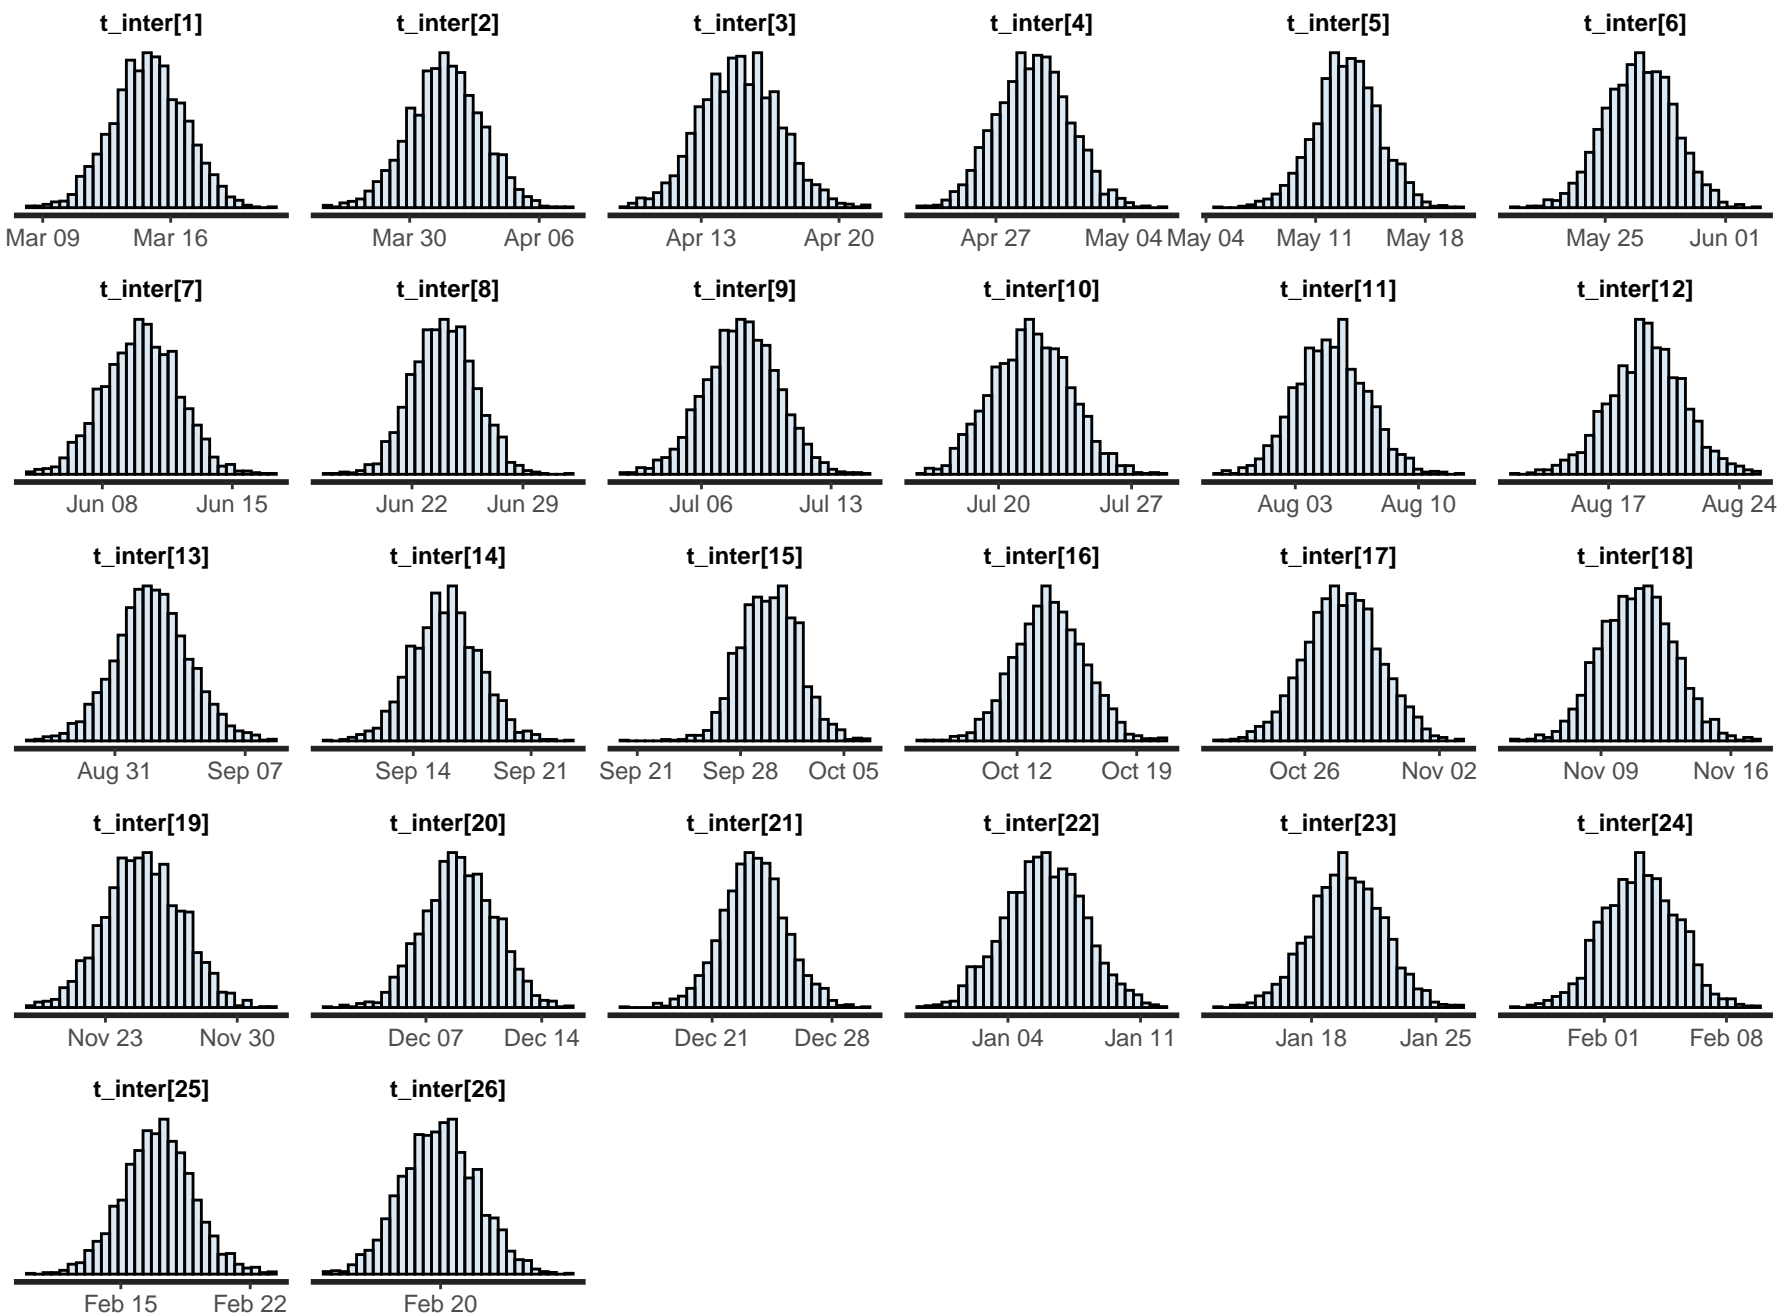 t_inter[1] t_inter[2] t_inter[3] t_inter[4] t_inter[5] t_inter[6]
Mar 09 Mar 16 Mar 30 Apr 06 Apr 13 Apr 20 Apr 27 May 04 May 04 May 11 May 18 May 25 Jun 01
t_inter[7] t_inter[8] t_inter[9] t_inter[10] t_inter[11] t_inter[12]
Jun 08 Jun 15 Jun 22 Jun 29 Jul 06 Jul 13 Jul 20 Jul 27 Aug 03 Aug 10 Aug 17 Aug 24
t_inter[13] t_inter[14] t_inter[15] t_inter[16] t_inter[17] t_inter[18]
Aug 31 Sep 07 Sep 14 Sep 21 Sep 21 Sep 28 Oct 05 Oct 12 Oct 19 Oct 26 Nov 02 Nov 09 Nov 16
t_inter[19] t_inter[20] t_inter[21] t_inter[22] t_inter[23] t_inter[24]
Nov 23 Nov 30 Dec 07 Dec 14 Dec 21 Dec 28 Jan 04 Jan 11 Jan 18 Jan 25 Feb 01 Feb 08
t_inter[25] t_inter[26]
Feb 15 Feb 22 Feb 20